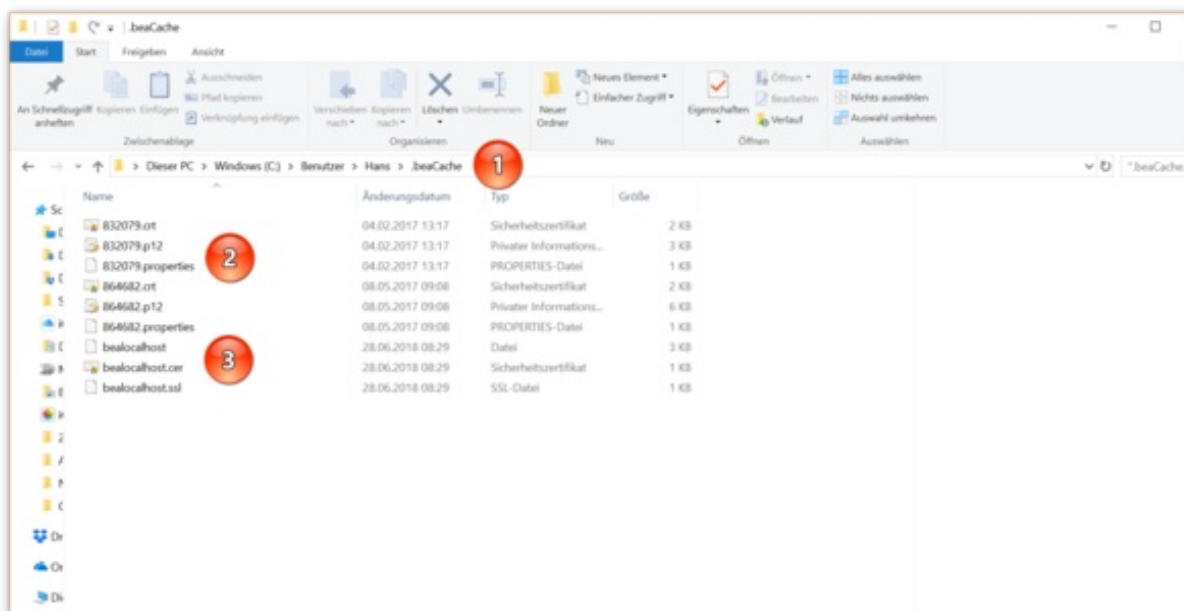 .beaCache
Datei Start Freigeben Ansicht
An Schnellzugriff anheften
Kopieren
Einfügen
Ausschneiden
Pfad kopieren
Verknüpfung einfügen
Zwischenablage
Verschieben nach
Kopieren nach
Löschen
Umbenennen
Organisieren
Neuer Ordner
Neues Element
Einfacher Zugriff
Neu
Eigenschaften
Öffnen
Bearbeiten
Verlauf
Öffnen
Alles auswählen
Nichts auswählen
Auswahl umkehren
Auswählen
Dieser PC > Windows (C:) > Benutzer > Hans > .beaCache
1
".beaCache
Name Änderungsdatum Typ Größe
832079.crt 04.02.2017 13:17 Sicherheitszertifikat 2 KB
832079.p12 04.02.2017 13:17 Privater Informations... 3 KB
2
832079.properties 04.02.2017 13:17 PROPERTIES-Datei 1 KB
864682.crt 08.05.2017 09:08 Sicherheitszertifikat 2 KB
864682.p12 08.05.2017 09:08 Privater Informations... 6 KB
864682.properties 08.05.2017 09:08 PROPERTIES-Datei 1 KB
bealocalhost 28.06.2018 08:29 Datei 3 KB
3
bealocalhost.cer 28.06.2018 08:29 Sicherheitszertifikat 1 KB
bealocalhost.ssl 28.06.2018 08:29 SSL-Datei 1 KB
Sc
Dr
On
Di